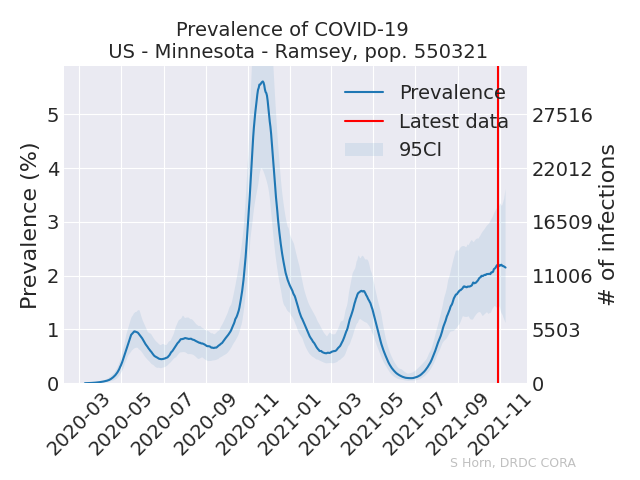 Prevalence of COVID-19
US - Minnesota - Ramsey, pop. 550321
Prevalence
Latest data
95CI
Prevalence (%)
5
4
3
2
1
0
27516
22012
16509
11006
5503
0
# of infections
2020-03
2020-05
2020-07
2020-09
2020-11
2021-01
2021-03
2021-05
2021-07
2021-09
2021-11
S Horn, DRDC CORA